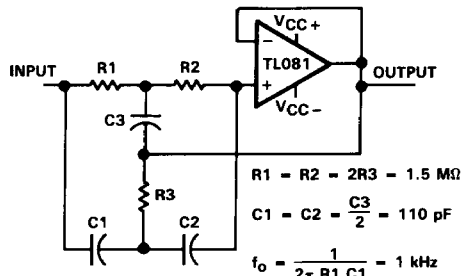 VCC+
−
TL081
INPUT
R1
R2
+
OUTPUT
VCC−
C3
R1 = R2 = 2R3 = 1.5 MΩ
R3
C1 = C2 = C3/2 = 110 pF
C1
C2
fo = 1/2π R1 C1 = 1 kHz